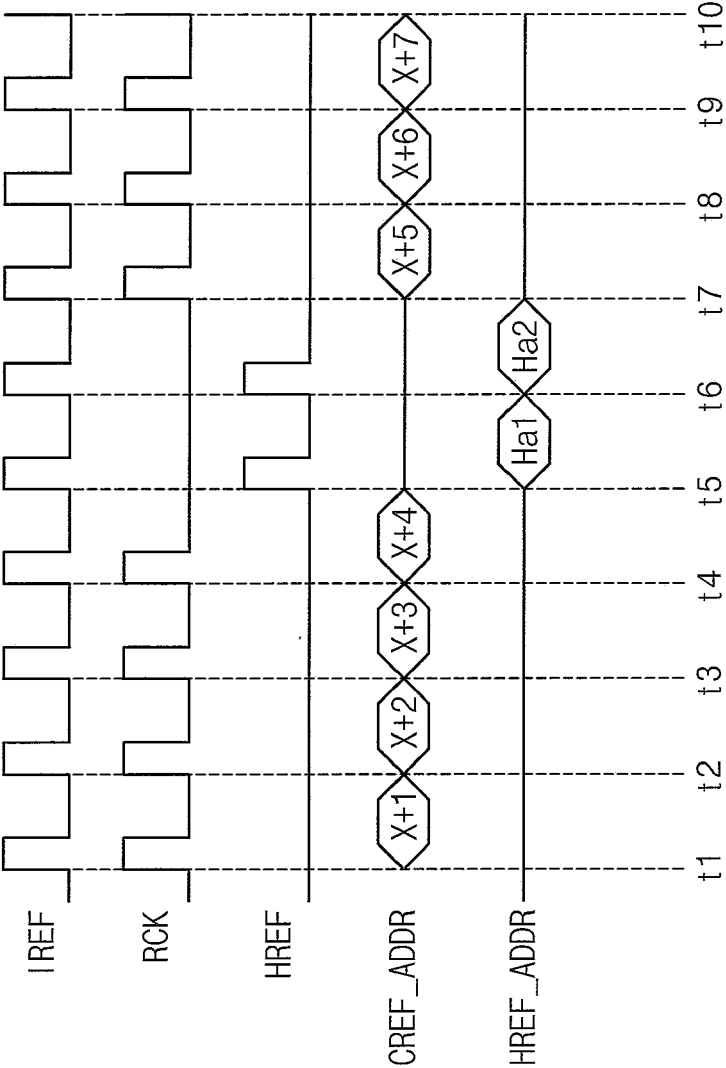 IREF
RCK
HREF
CREF_ADDR X+1 X+2 X+3 X+4 X+5 X+6 X+7
HREF_ADDR Ha1 Ha2
t1 t2 t3 t4 t5 t6 t7 t8 t9 t10